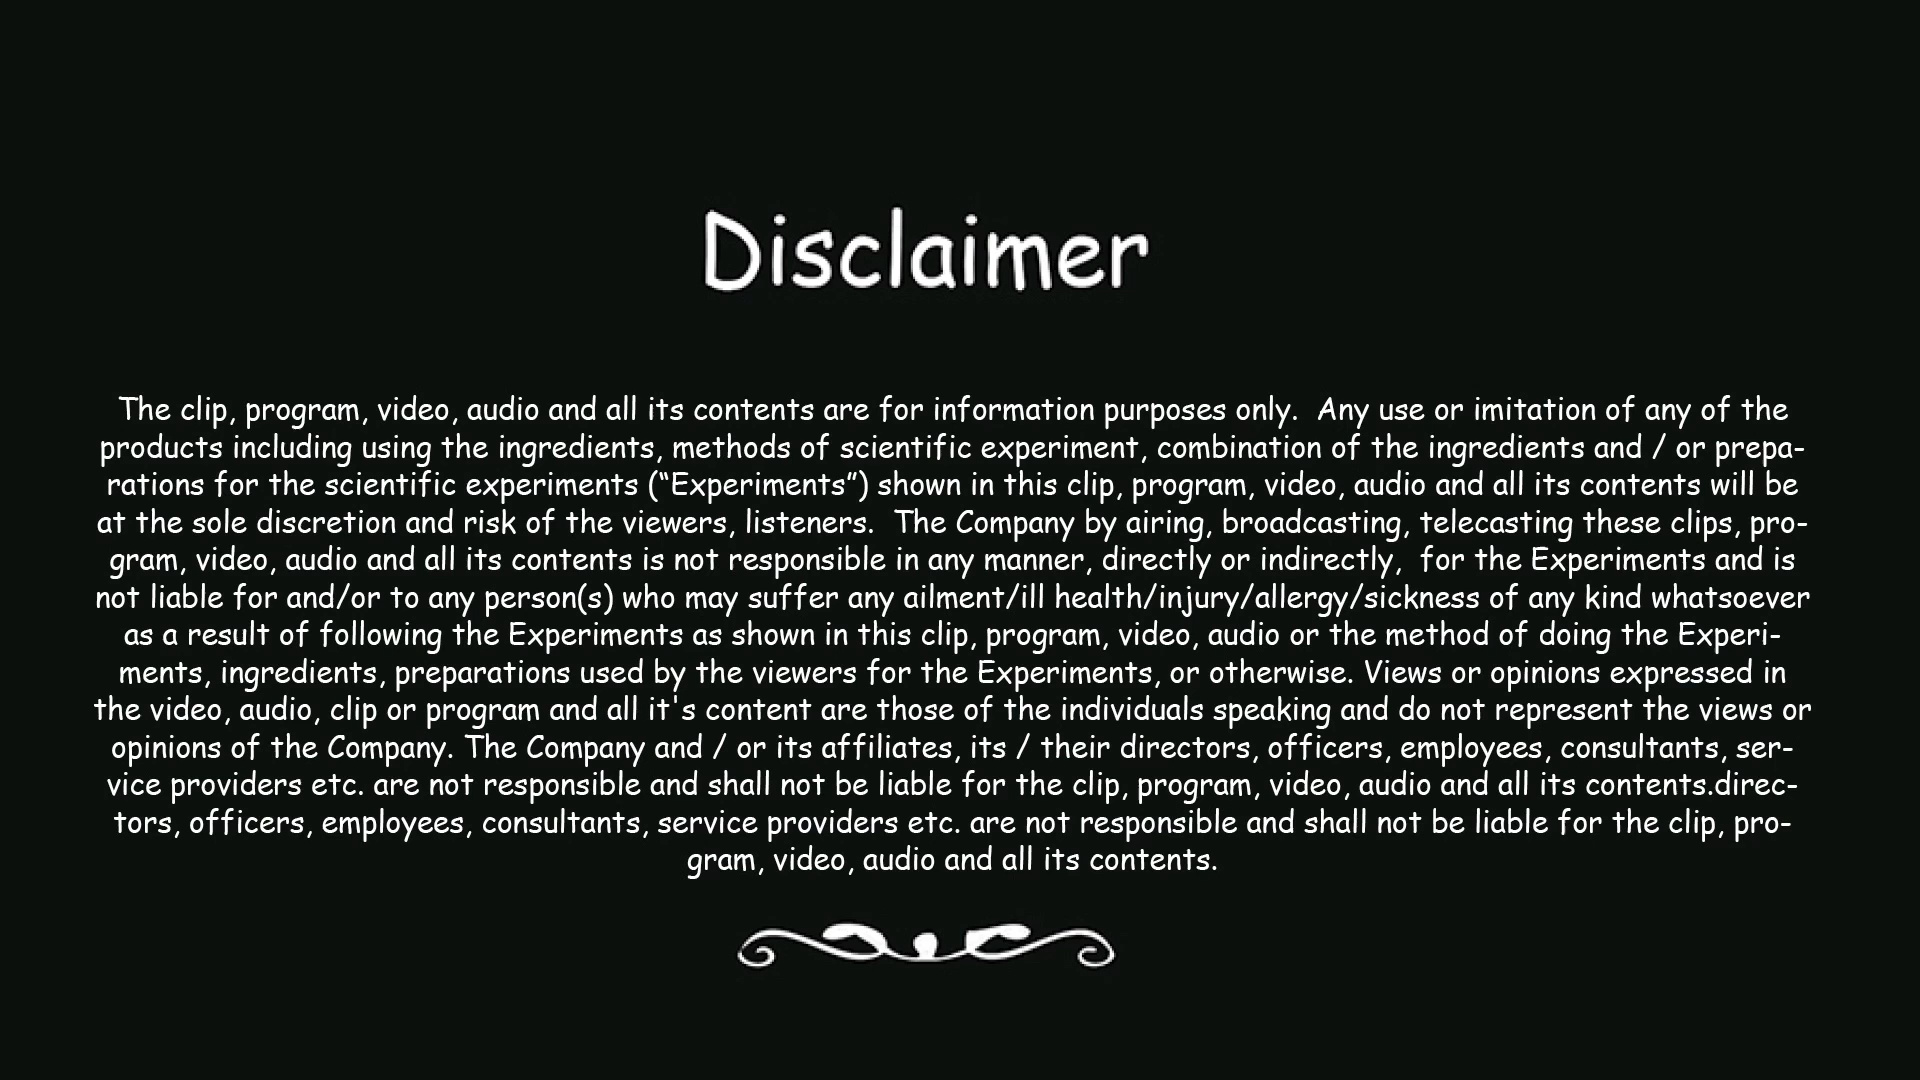 Disclaimer
The clip, program, video, audio and all its contents are for information purposes only.  Any use or imitation of any of the
products including using the ingredients, methods of scientific experiment, combination of the ingredients and / or prepa-
rations for the scientific experiments (“Experiments”) shown in this clip, program, video, audio and all its contents will be
at the sole discretion and risk of the viewers, listeners.  The Company by airing, broadcasting, telecasting these clips, pro-
gram, video, audio and all its contents is not responsible in any manner, directly or indirectly,  for the Experiments and is
not liable for and/or to any person(s) who may suffer any ailment/ill health/injury/allergy/sickness of any kind whatsoever
as a result of following the Experiments as shown in this clip, program, video, audio or the method of doing the Experi-
ments, ingredients, preparations used by the viewers for the Experiments, or otherwise. Views or opinions expressed in
the video, audio, clip or program and all it's content are those of the individuals speaking and do not represent the views or
opinions of the Company. The Company and / or its affiliates, its / their directors, officers, employees, consultants, ser-
vice providers etc. are not responsible and shall not be liable for the clip, program, video, audio and all its contents.direc-
tors, officers, employees, consultants, service providers etc. are not responsible and shall not be liable for the clip, pro-
gram, video, audio and all its contents.